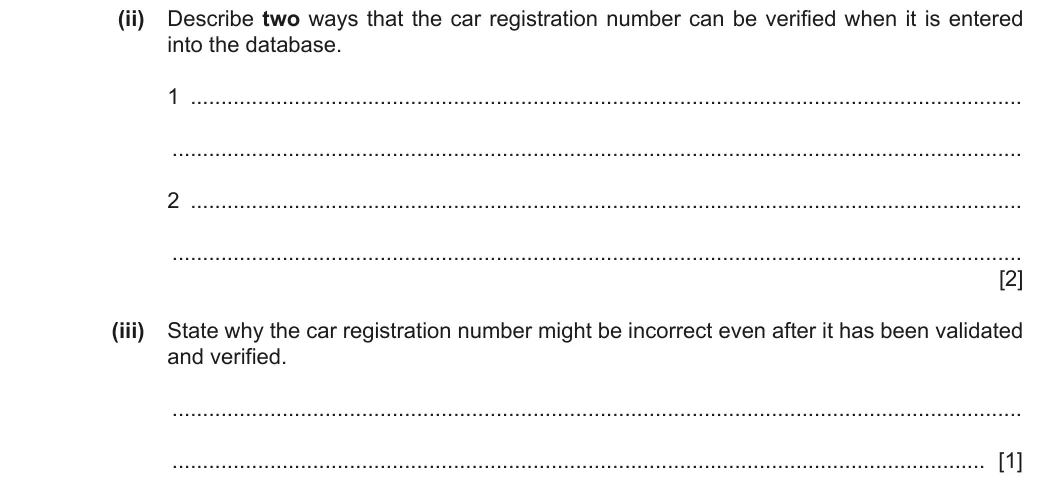 (ii) Describe two ways that the car registration number can be verified when it is entered
into the database.
1 ........................................................................................................................................
...........................................................................................................................................
2 ........................................................................................................................................
...........................................................................................................................................
[2]
(iii) State why the car registration number might be incorrect even after it has been validated
and verified.
...........................................................................................................................................
..................................................................................................................................... [1]